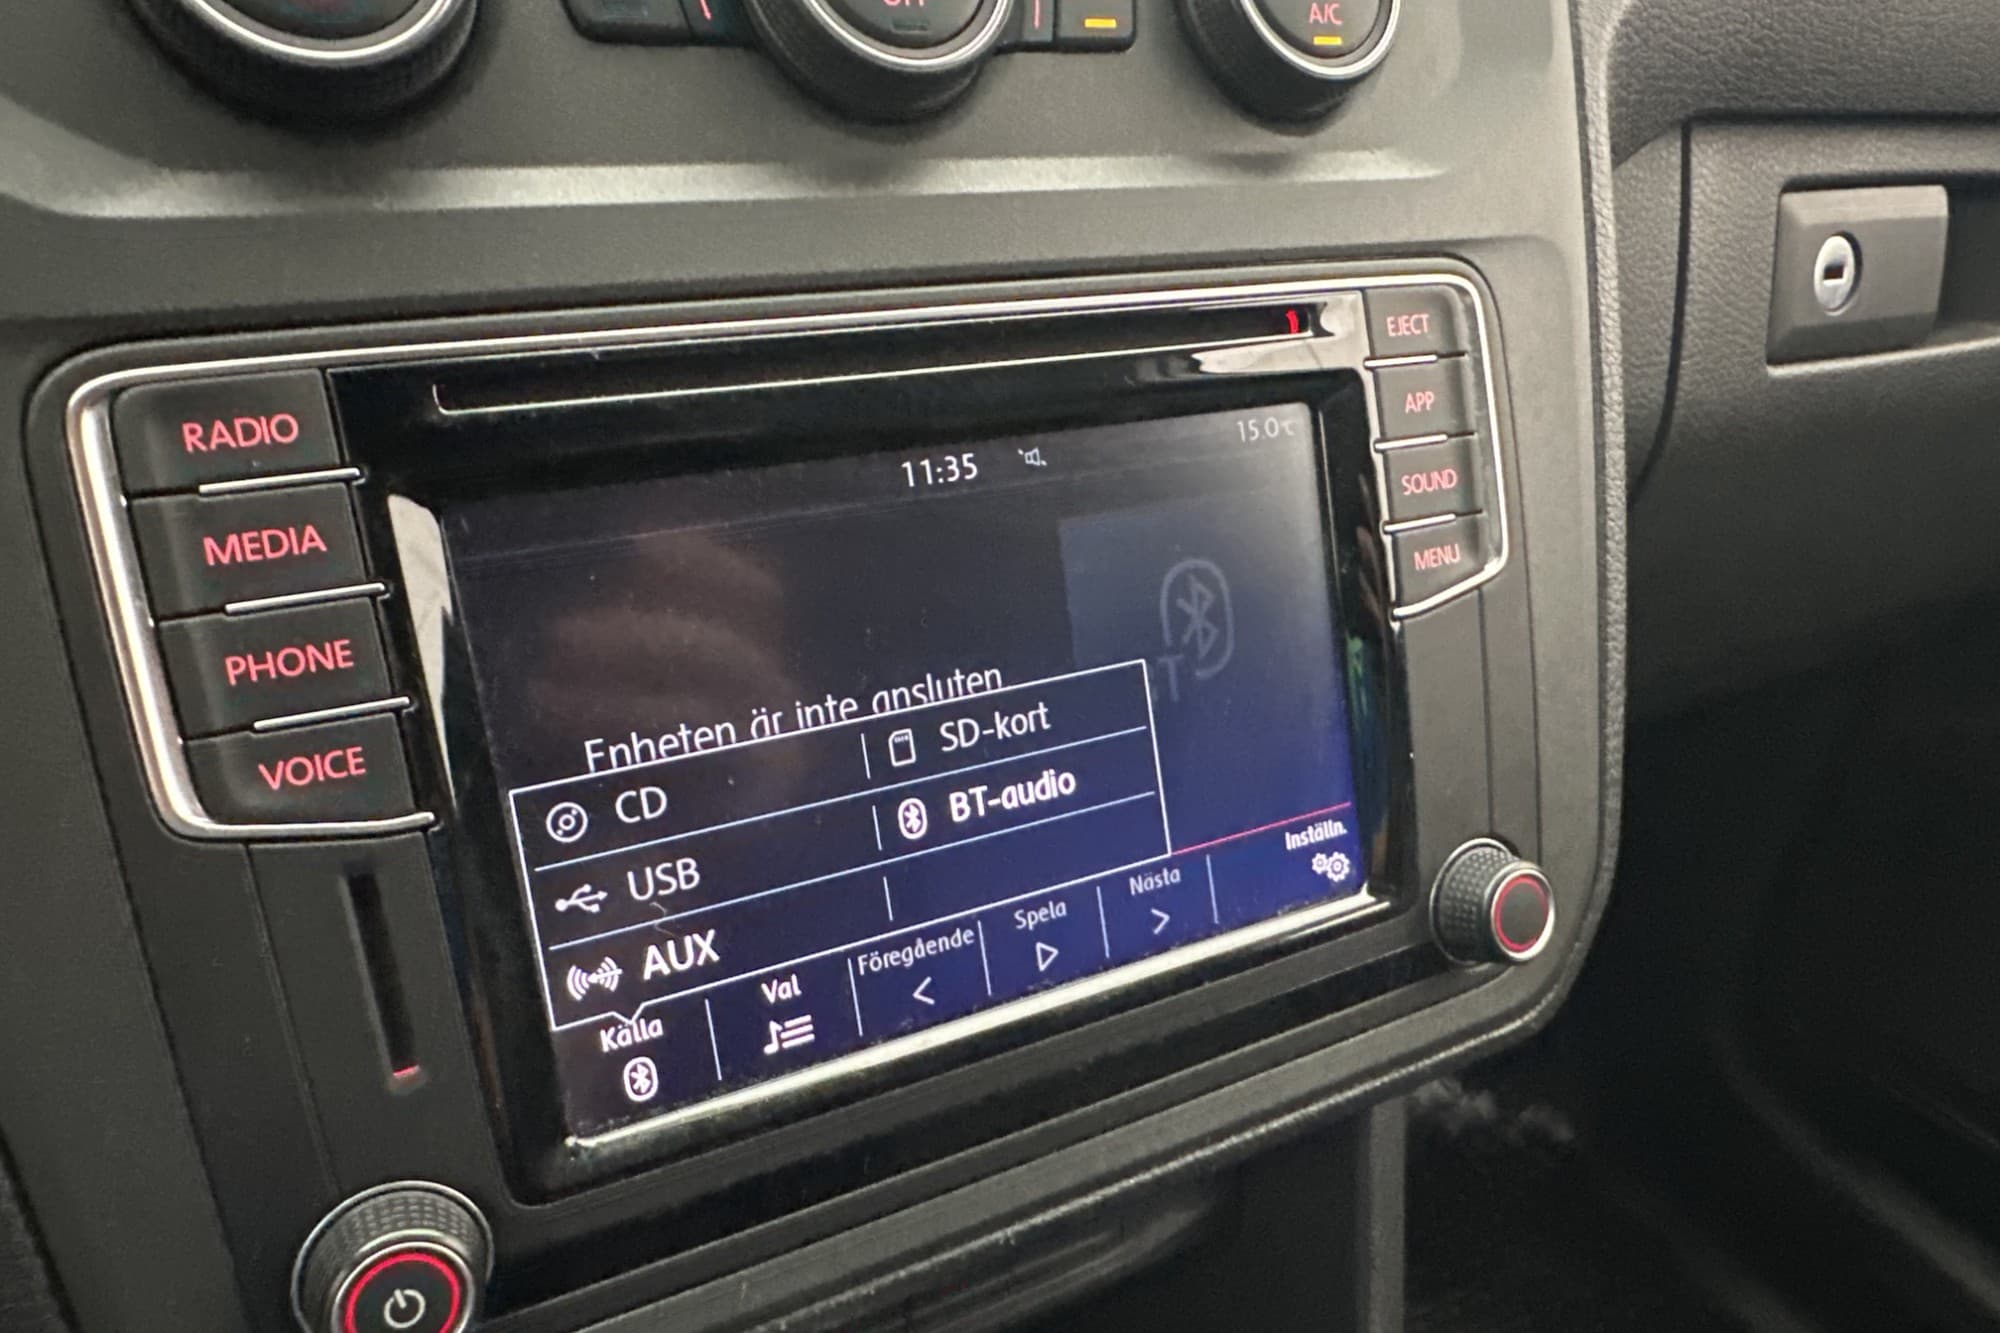 A/C
EJECT
RADIO
APP
15.0°C
11:35
SOUND
MEDIA
MENU
PHONE
Enheten är inte ansluten
SD-kort
VOICE
CD
BT-audio
USB
Inställn.
Nästa
Spela
AUX
Föregående
Val
Källa